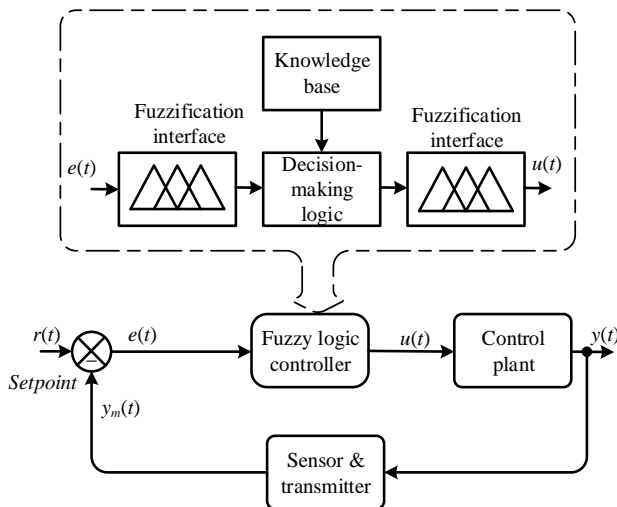 Knowledge
base
Fuzzification
interface
Fuzzification
interface
e(t)
Decision-
making
logic
u(t)
r(t)
e(t)
Fuzzy logic
controller
u(t)
Control
plant
y(t)
−
Setpoint
yₘ(t)
Sensor &
transmitter